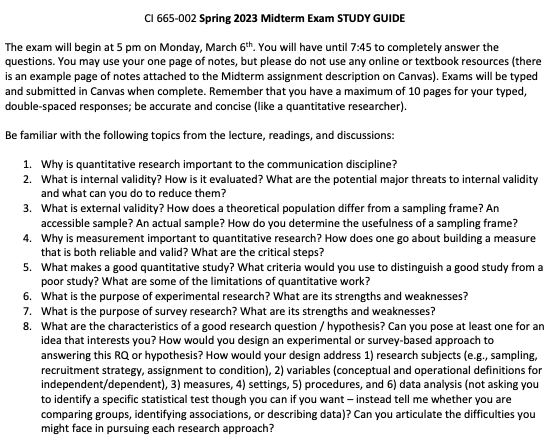 CI 665-002 Spring 2023 Midterm Exam STUDY GUIDE
The exam will begin at 5 pm on Monday, March 6th. You will have until 7:45 to completely answer the
questions. You may use your one page of notes, but please do not use any online or textbook resources (there
is an example page of notes attached to the Midterm assignment description on Canvas). Exams will be typed
and submitted in Canvas when complete. Remember that you have a maximum of 10 pages for your typed,
double-spaced responses; be accurate and concise (like a quantitative researcher).
Be familiar with the following topics from the lecture, readings, and discussions:
1. Why is quantitative research important to the communication discipline?
2. What is internal validity? How is it evaluated? What are the potential major threats to internal validity
and what can you do to reduce them?
3. What is external validity? How does a theoretical population differ from a sampling frame? An
accessible sample? An actual sample? How do you determine the usefulness of a sampling frame?
4. Why is measurement important to quantitative research? How does one go about building a measure
that is both reliable and valid? What are the critical steps?
5. What makes a good quantitative study? What criteria would you use to distinguish a good study from a
poor study? What are some of the limitations of quantitative work?
6. What is the purpose of experimental research? What are its strengths and weaknesses?
7. What is the purpose of survey research? What are its strengths and weaknesses?
8. What are the characteristics of a good research question / hypothesis? Can you pose at least one for an
idea that interests you? How would you design an experimental or survey-based approach to
answering this RQ or hypothesis? How would your design address 1) research subjects (e.g., sampling,
recruitment strategy, assignment to condition), 2) variables (conceptual and operational definitions for
independent/dependent), 3) measures, 4) settings, 5) procedures, and 6) data analysis (not asking you
to identify a specific statistical test though you can if you want – instead tell me whether you are
comparing groups, identifying associations, or describing data)? Can you articulate the difficulties you
might face in pursuing each research approach?